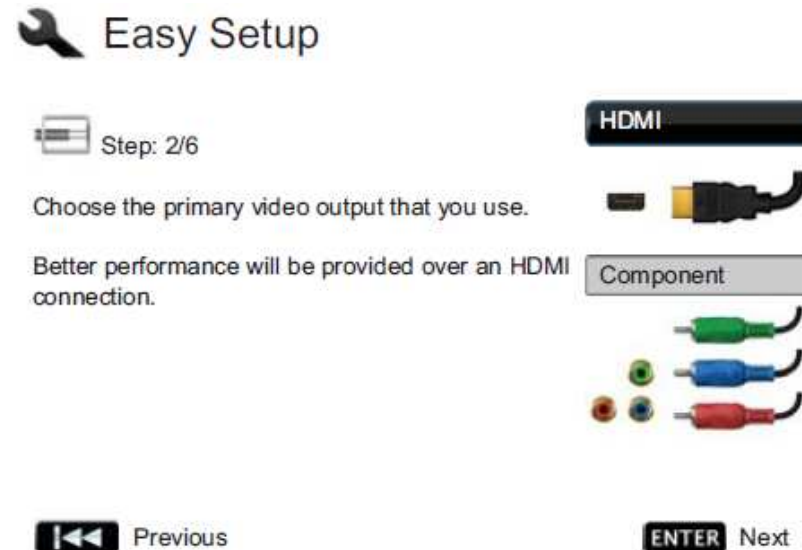 Easy Setup
Step: 2/6
Choose the primary video output that you use.
Better performance will be provided over an HDMI
connection.
HDMI
Component
Previous
ENTER Next